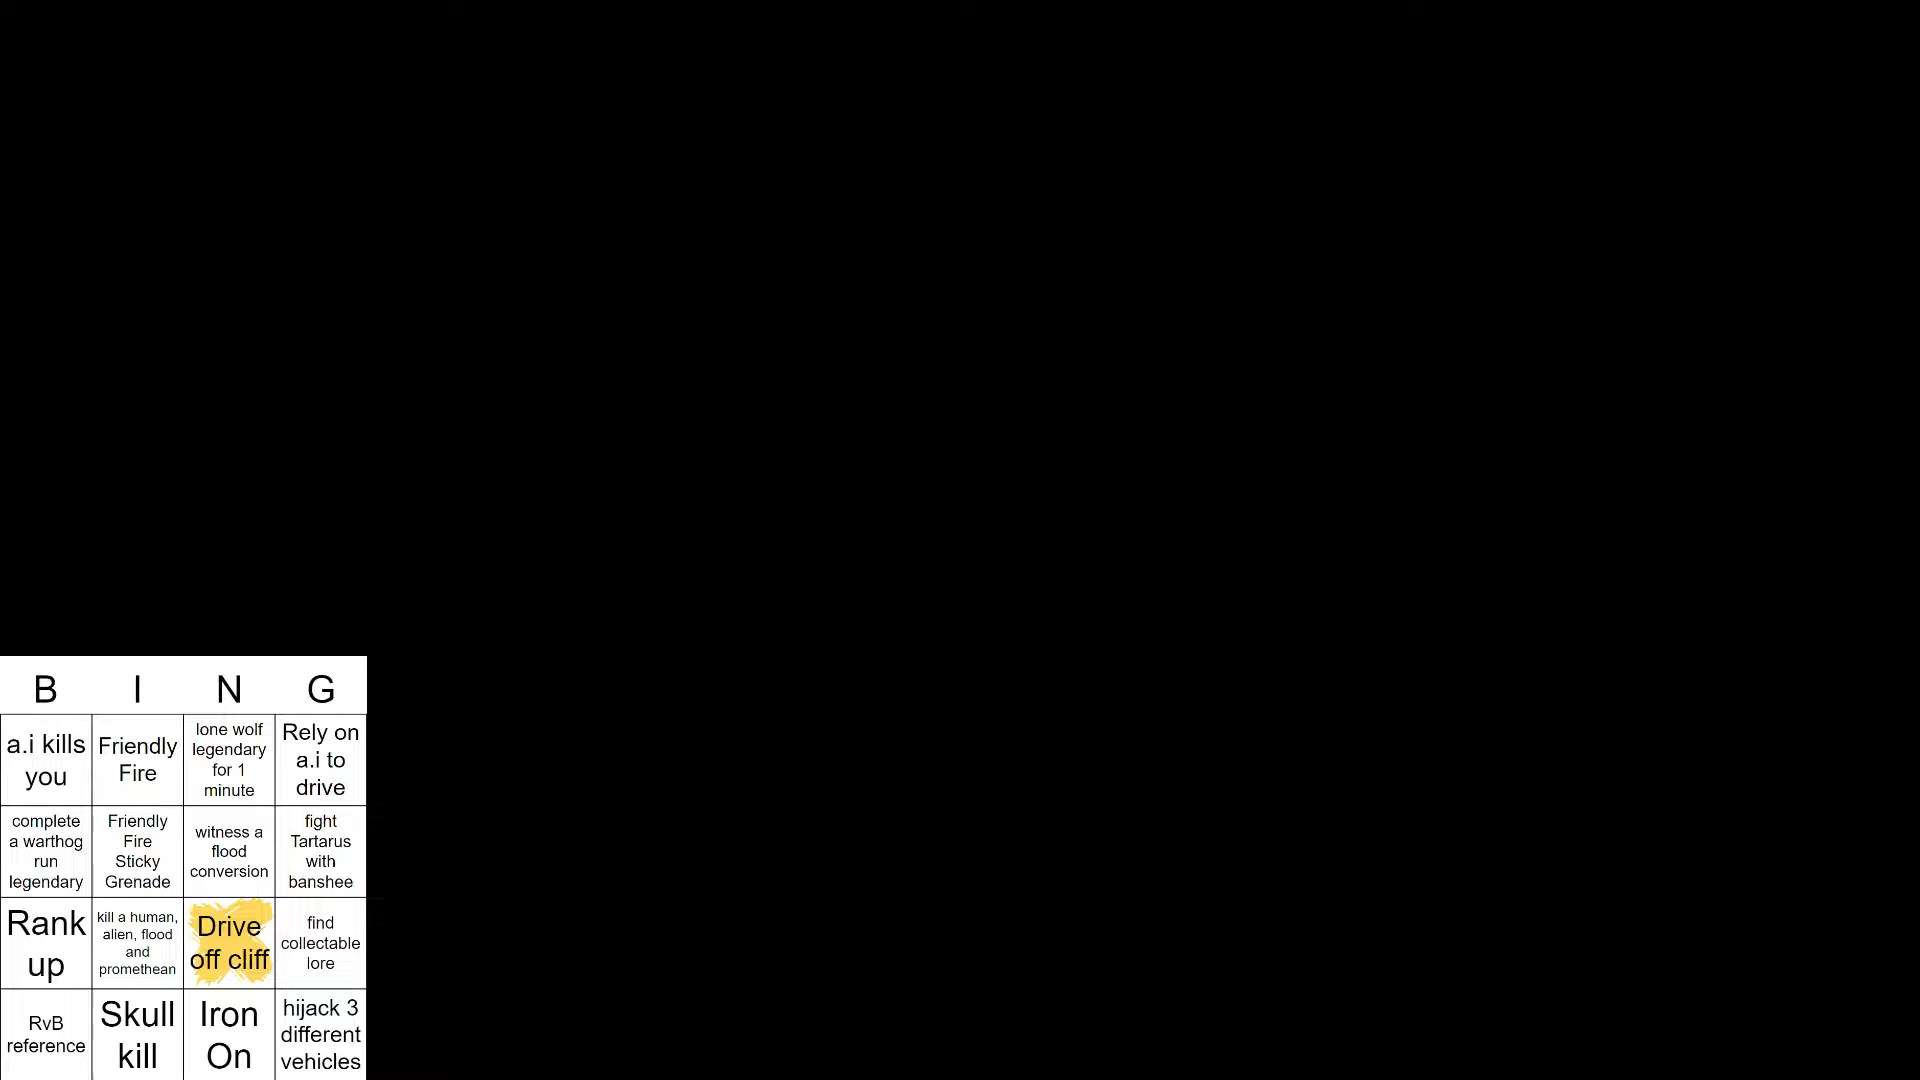 B I N G
a.i kills
you
Friendly
Fire
lone wolf
legendary
for 1
minute
Rely on
a.i to
drive
complete
a warthog
run
legendary
Friendly
Fire
Sticky
Grenade
witness a
flood
conversion
fight
Tartarus
with
banshee
Rank
up
kill a human,
alien, flood
and
promethean
Drive
off cliff
find
collectable
lore
RvB
reference
Skull
kill
Iron
On
hijack 3
different
vehicles